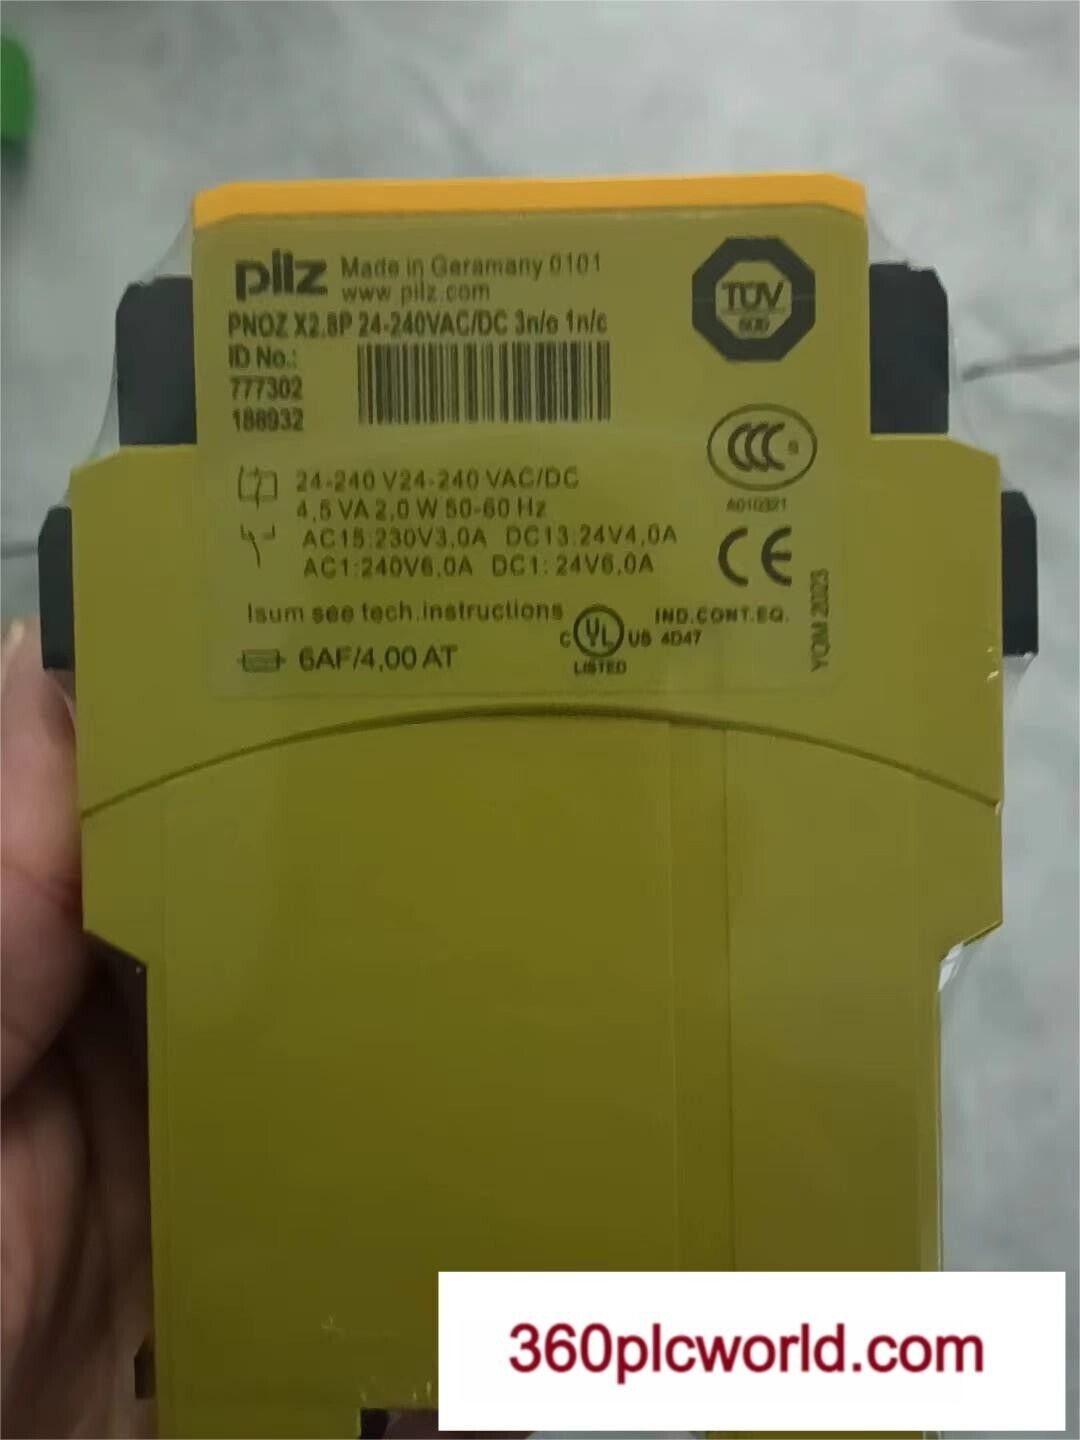 pilz Made in Geramany 0101
www pilz.com
PNOZ X2.8P 24-240VAC/DC 3n/o 1n/c
ID No.:
777302
188932
TÜV
SÜD
CCC S
A010321
24-240 V24-240 VAC/DC
4,5 VA 2,0 W 50-60 Hz
AC15:230V3,0A DC13:24V4,0A
AC1:240V6,0A DC1: 24V6,0A
CE
YOM 2023
Isum see tech.instructions
6AF/4,00 AT
C UL US LISTED
IND.CONT.EQ.
4D47
360plcworld.com